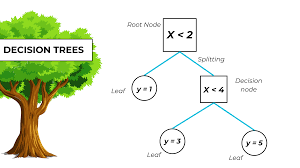 Root Node
X < 2
DECISION TREES
Splitting
Leaf
y = 1
X < 4
Decision
node
y = 3
y = 5
Leaf
Leaf